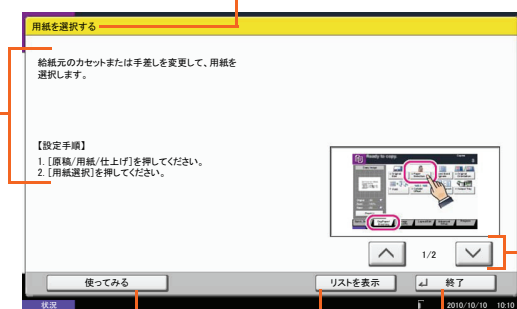 用紙を選択する
給紙元のカセットまたは手差しを変更して、用紙を
選択します。
【設定手順】
1. [原稿/用紙/仕上げ]を押してください。
2. [用紙選択]を押してください。
Ready to copy.
1/2
使ってみる
リストを表示
終了
状況
2010/10/10 10:10